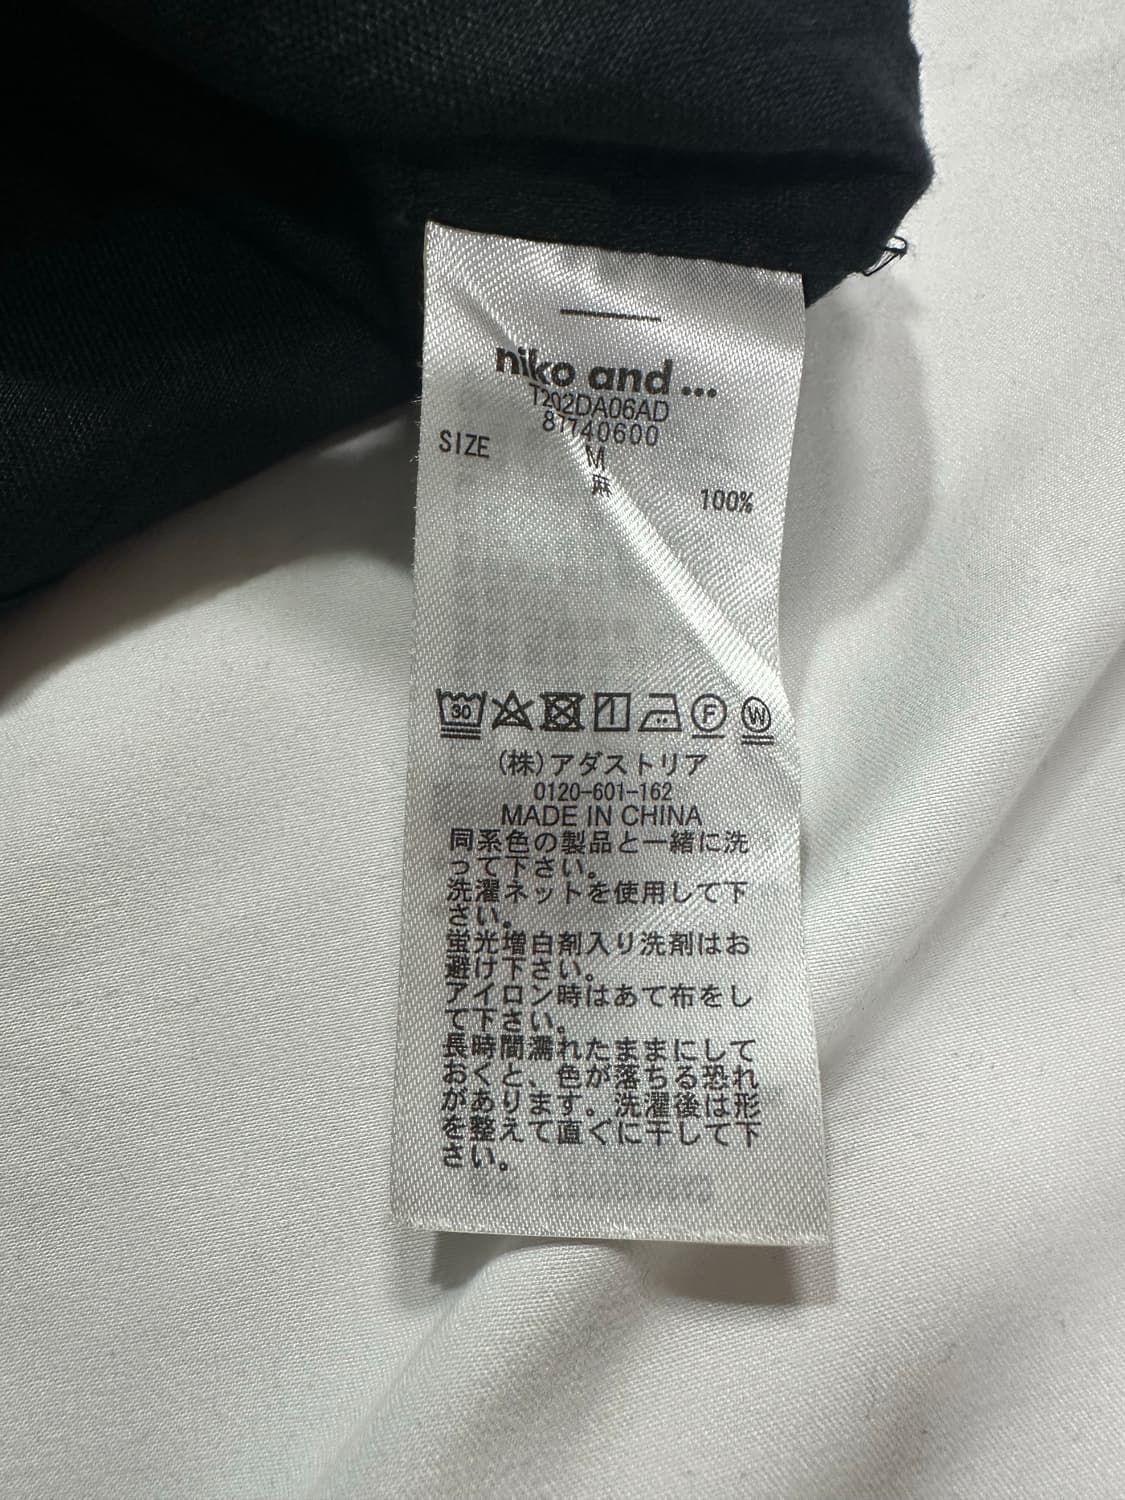 niko and ...
T202DA06AD
87740600
SIZE M
麻 100%
30
F
W
(株)アダストリア
0120-601-162
MADE IN CHINA
同系色の製品と一緒に洗
って下さい。
洗濯ネットを使用して下
さい。
蛍光増白剤入り洗剤はお
避け下さい。
アイロン時はあて布をし
て下さい。
長時間濡れたままにして
おくと、色が落ちる恐れ
があります。洗濯後は形
を整えて直ぐに干して下
さい。